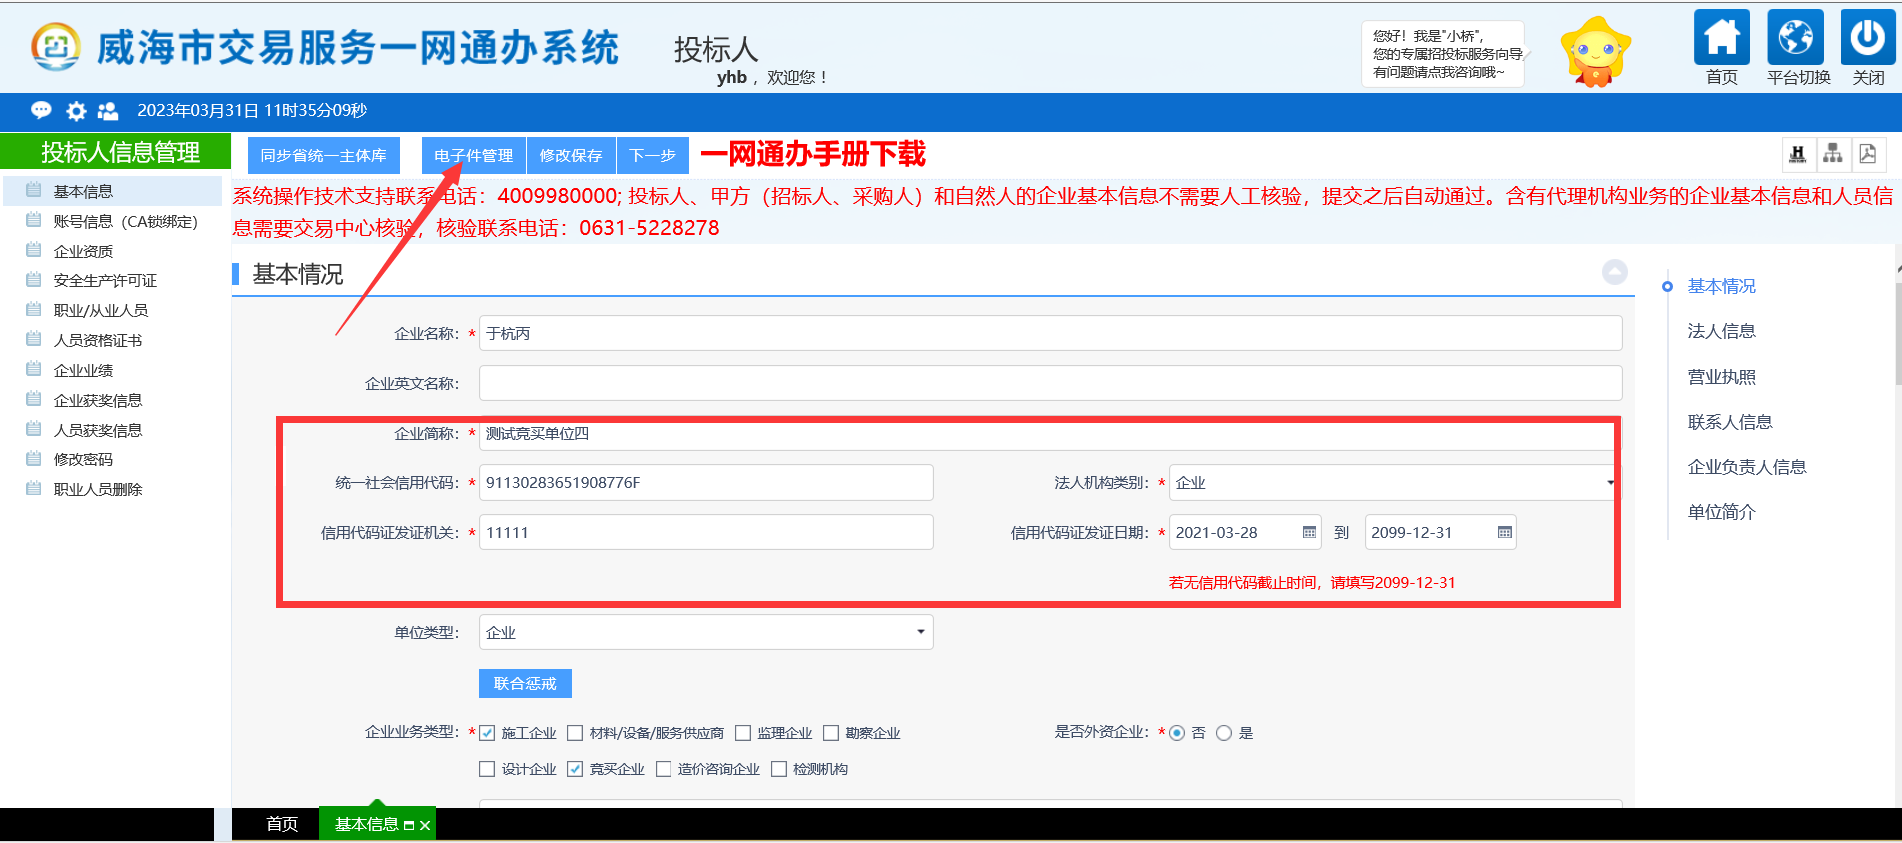 威海市交易服务一网通办系统
投标人
yhb ，欢迎您！
您好！我是"小桥",
您的专属招投标服务向导
有问题请点我咨询哦~
首页
平台切换
关闭
2023年03月31日 11时35分09秒
投标人信息管理
同步省统一主体库
电子件管理
修改保存
下一步
一网通办手册下载
基本信息
账号信息（CA锁绑定）
企业资质
安全生产许可证
职业/从业人员
人员资格证书
企业业绩
企业获奖信息
人员获奖信息
修改密码
职业人员删除
系统操作技术支持联系电话：4009980000; 投标人、甲方（招标人、采购人）和自然人的企业基本信息不需要人工核验，提交之后自动通过。含有代理机构业务的企业基本信息和人员信
息需要交易中心核验，核验联系电话：0631-5228278
基本情况
企业名称：* 于杭丙
企业英文名称：
企业简称：* 测试竞买单位四
统一社会信用代码：* 91130283651908776F
法人机构类别：* 企业
信用代码证发证机关：* 11111
信用代码证发证日期：* 2021-03-28 到 2099-12-31
若无信用代码截止时间，请填写2099-12-31
单位类型： 企业
联合惩戒
企业业务类型：* 施工企业 材料/设备/服务供应商 监理企业 勘察企业
是否外资企业：* 否 是
设计企业 竞买企业 造价咨询企业 检测机构
基本情况
法人信息
营业执照
联系人信息
企业负责人信息
单位简介
首页
基本信息